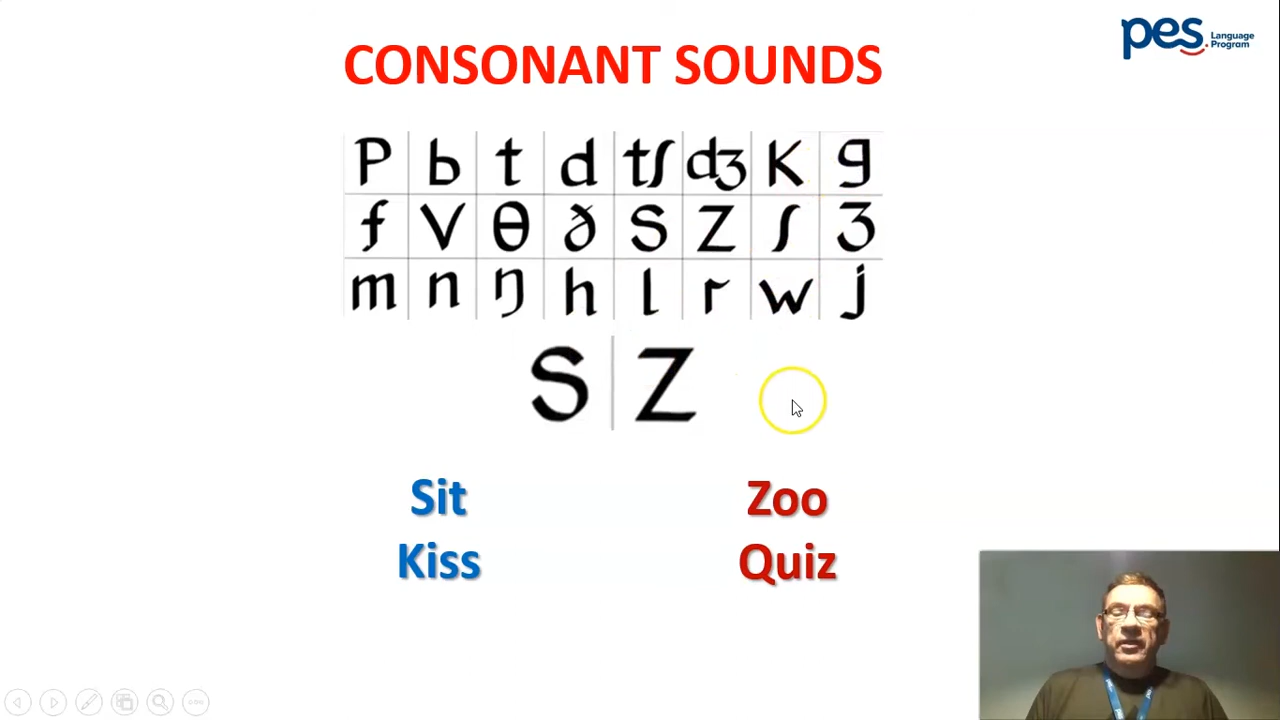 pes. Language Program
CONSONANT SOUNDS
p b t d tʃ dʒ k g
f v θ ð s z ʃ ʒ
m n ŋ h l r w j
s z
Sit Zoo
Kiss Quiz